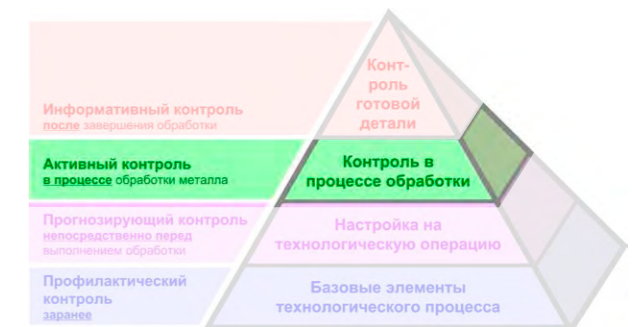 Конт-
роль
готовой
детали
Информативный контроль
после завершения обработки
Активный контроль
в процессе обработки металла
Контроль в
процессе обработки
Прогнозирующий контроль
непосредственно перед
выполнением обработки
Настройка на
технологическую операцию
Профилактический
контроль
заранее
Базовые элементы
технологического процесса